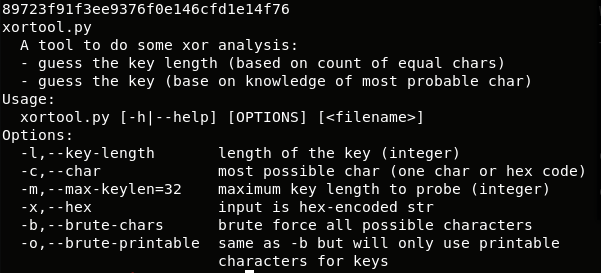 89723f91f3ee9376f0e146cfd1e14f76
xortool.py
  A tool to do some xor analysis:
  - guess the key length (based on count of equal chars)
  - guess the key (base on knowledge of most probable char)
Usage:
  xortool.py [-h|--help] [OPTIONS] [<filename>]
Options:
  -l,--key-length       length of the key (integer)
  -c,--char             most possible char (one char or hex code)
  -m,--max-keylen=32    maximum key length to probe (integer)
  -x,--hex              input is hex-encoded str
  -b,--brute-chars      brute force all possible characters
  -o,--brute-printable  same as -b but will only use printable
                        characters for keys